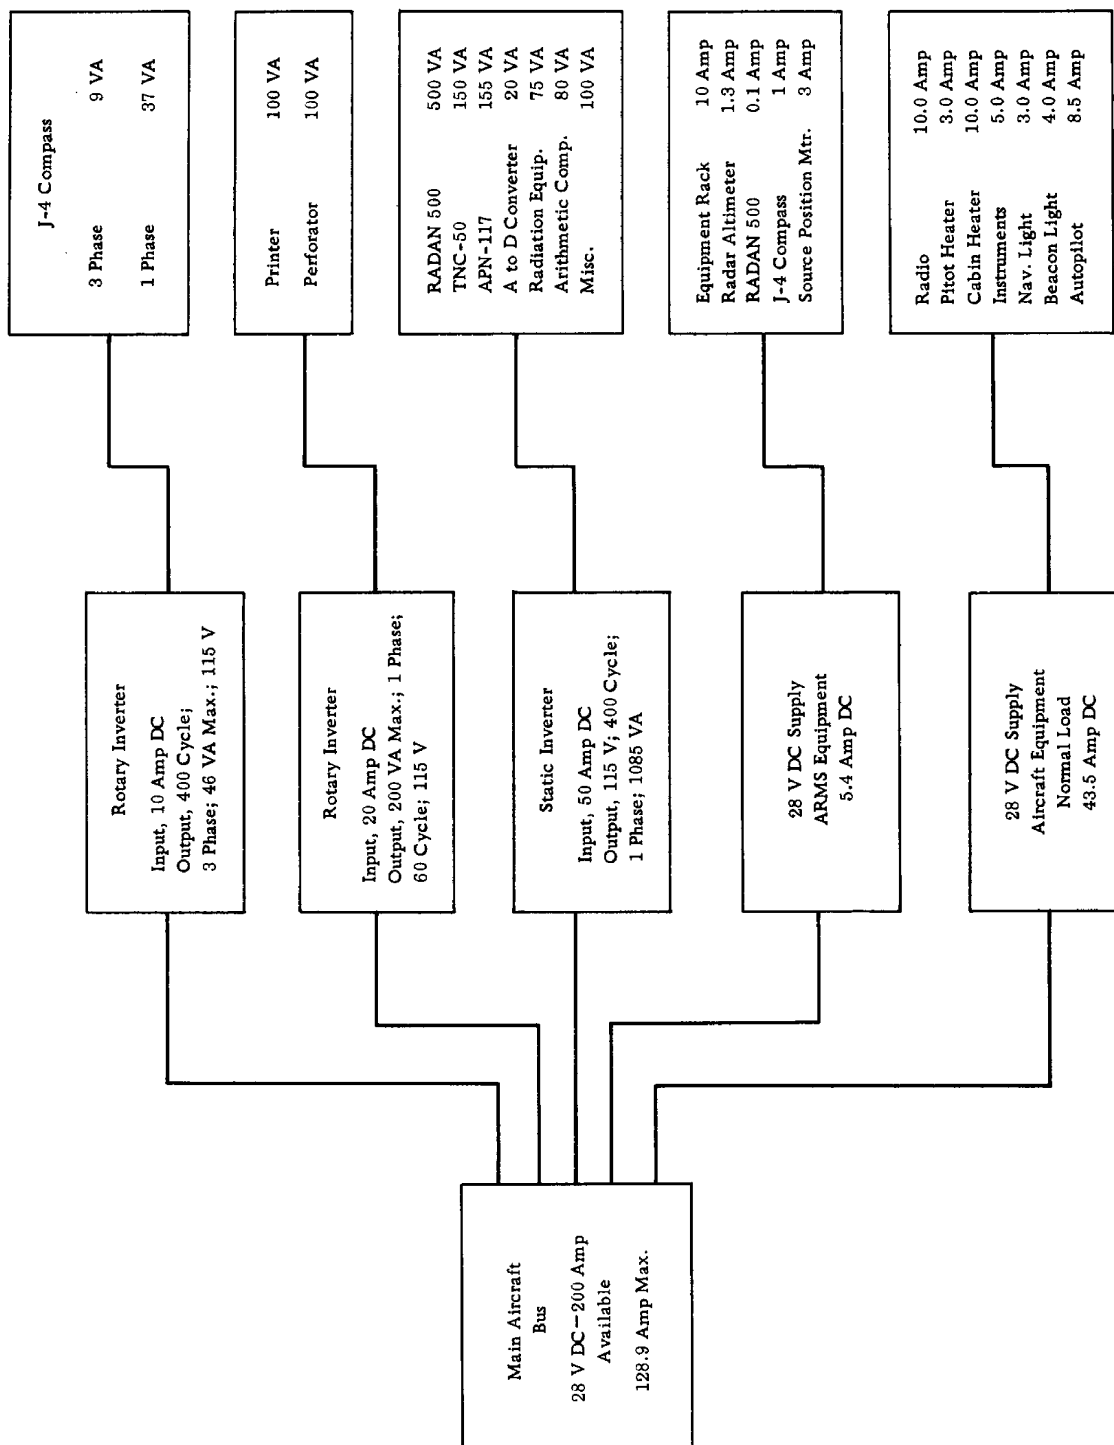 Main Aircraft
Bus
28 V DC—200 Amp
Available
128.9 Amp Max.
Rotary Inverter
Input, 10 Amp DC
Output, 400 Cycle;
3 Phase; 46 VA Max.; 115 V
Rotary Inverter
Input, 20 Amp DC
Output, 200 VA Max.; 1 Phase;
60 Cycle; 115 V
Static Inverter
Input, 50 Amp DC
Output, 115 V; 400 Cycle;
1 Phase; 1085 VA
28 V DC Supply
ARMS Equipment
5.4 Amp DC
28 V DC Supply
Aircraft Equipment
Normal Load
43.5 Amp DC
J-4 Compass
3 Phase 9 VA
1 Phase 37 VA
Printer 100 VA
Perforator 100 VA
RADAN 500 500 VA
TNC-50 150 VA
APN-117 155 VA
A to D Converter 20 VA
Radiation Equip. 75 VA
Arithmetic Comp. 80 VA
Misc. 100 VA
Equipment Rack 10 Amp
Radar Altimeter 1.3 Amp
RADAN 500 0.1 Amp
J-4 Compass 1 Amp
Source Position Mtr. 3 Amp
Radio 10.0 Amp
Pitot Heater 3.0 Amp
Cabin Heater 10.0 Amp
Instruments 5.0 Amp
Nav. Light 3.0 Amp
Beacon Light 4.0 Amp
Autopilot 8.5 Amp